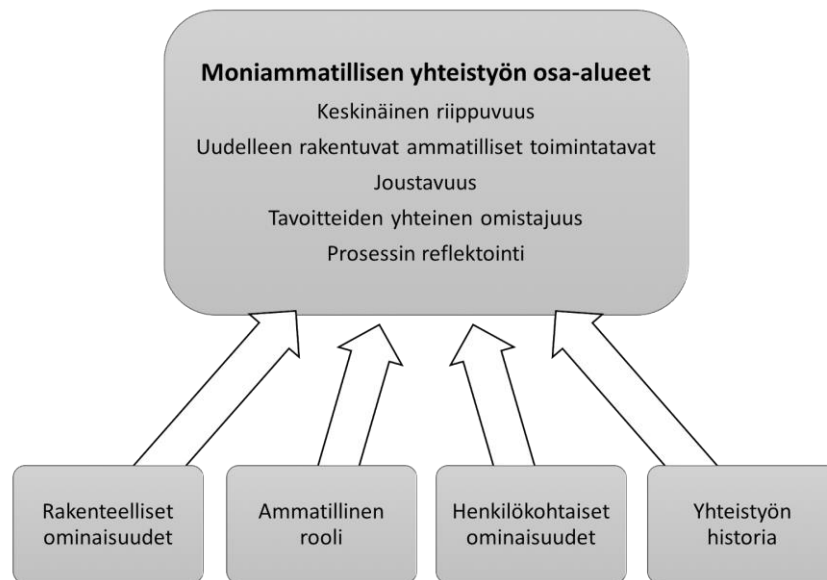 Moniammatillisen yhteistyön osa-alueet
Keskinäinen riippuvuus
Uudelleen rakentuvat ammatilliset toimintatavat
Joustavuus
Tavoitteiden yhteinen omistajuus
Prosessin reflektointi
Rakenteelliset
ominaisuudet
Ammatillinen
rooli
Henkilökohtaiset
ominaisuudet
Yhteistyön
historia